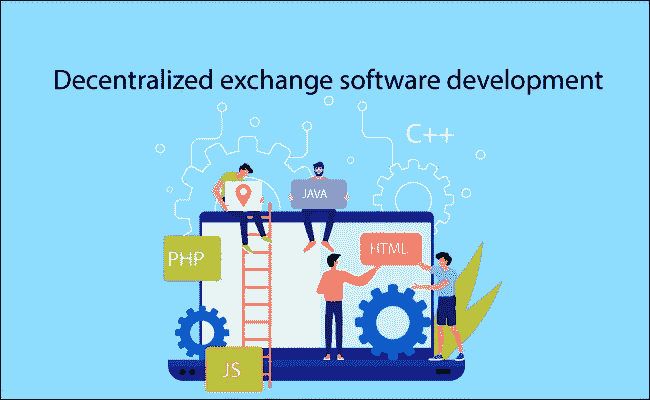 Decentralized exchange software development
C++
JAVA
HTML
PHP
JS